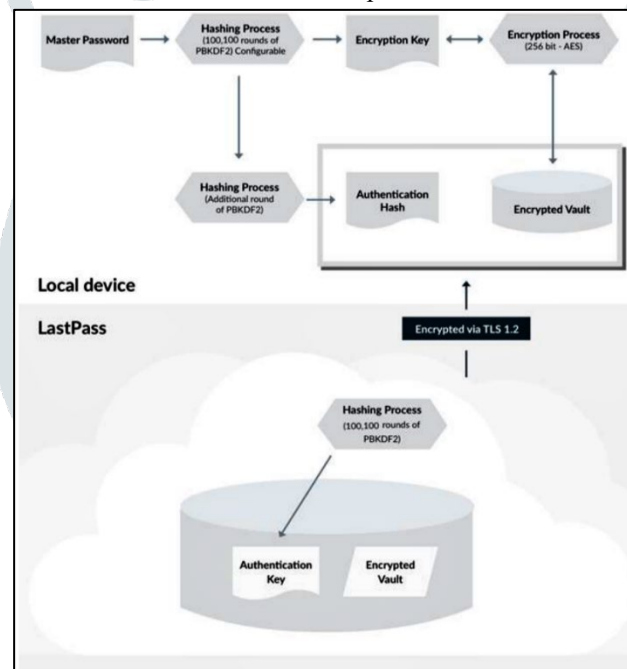 Master Password
Hashing Process
(100,100 rounds of
PBKDF2) Configurable
Encryption Key
Encryption Process
(256 bit - AES)
Hashing Process
(Additional round
of PBKDF2)
Authentication
Hash
Encrypted Vault
Local device
LastPass
Encrypted via TLS 1.2
Hashing Process
(100,100 rounds of
PBKDF2)
Authentication
Key
Encrypted
Vault